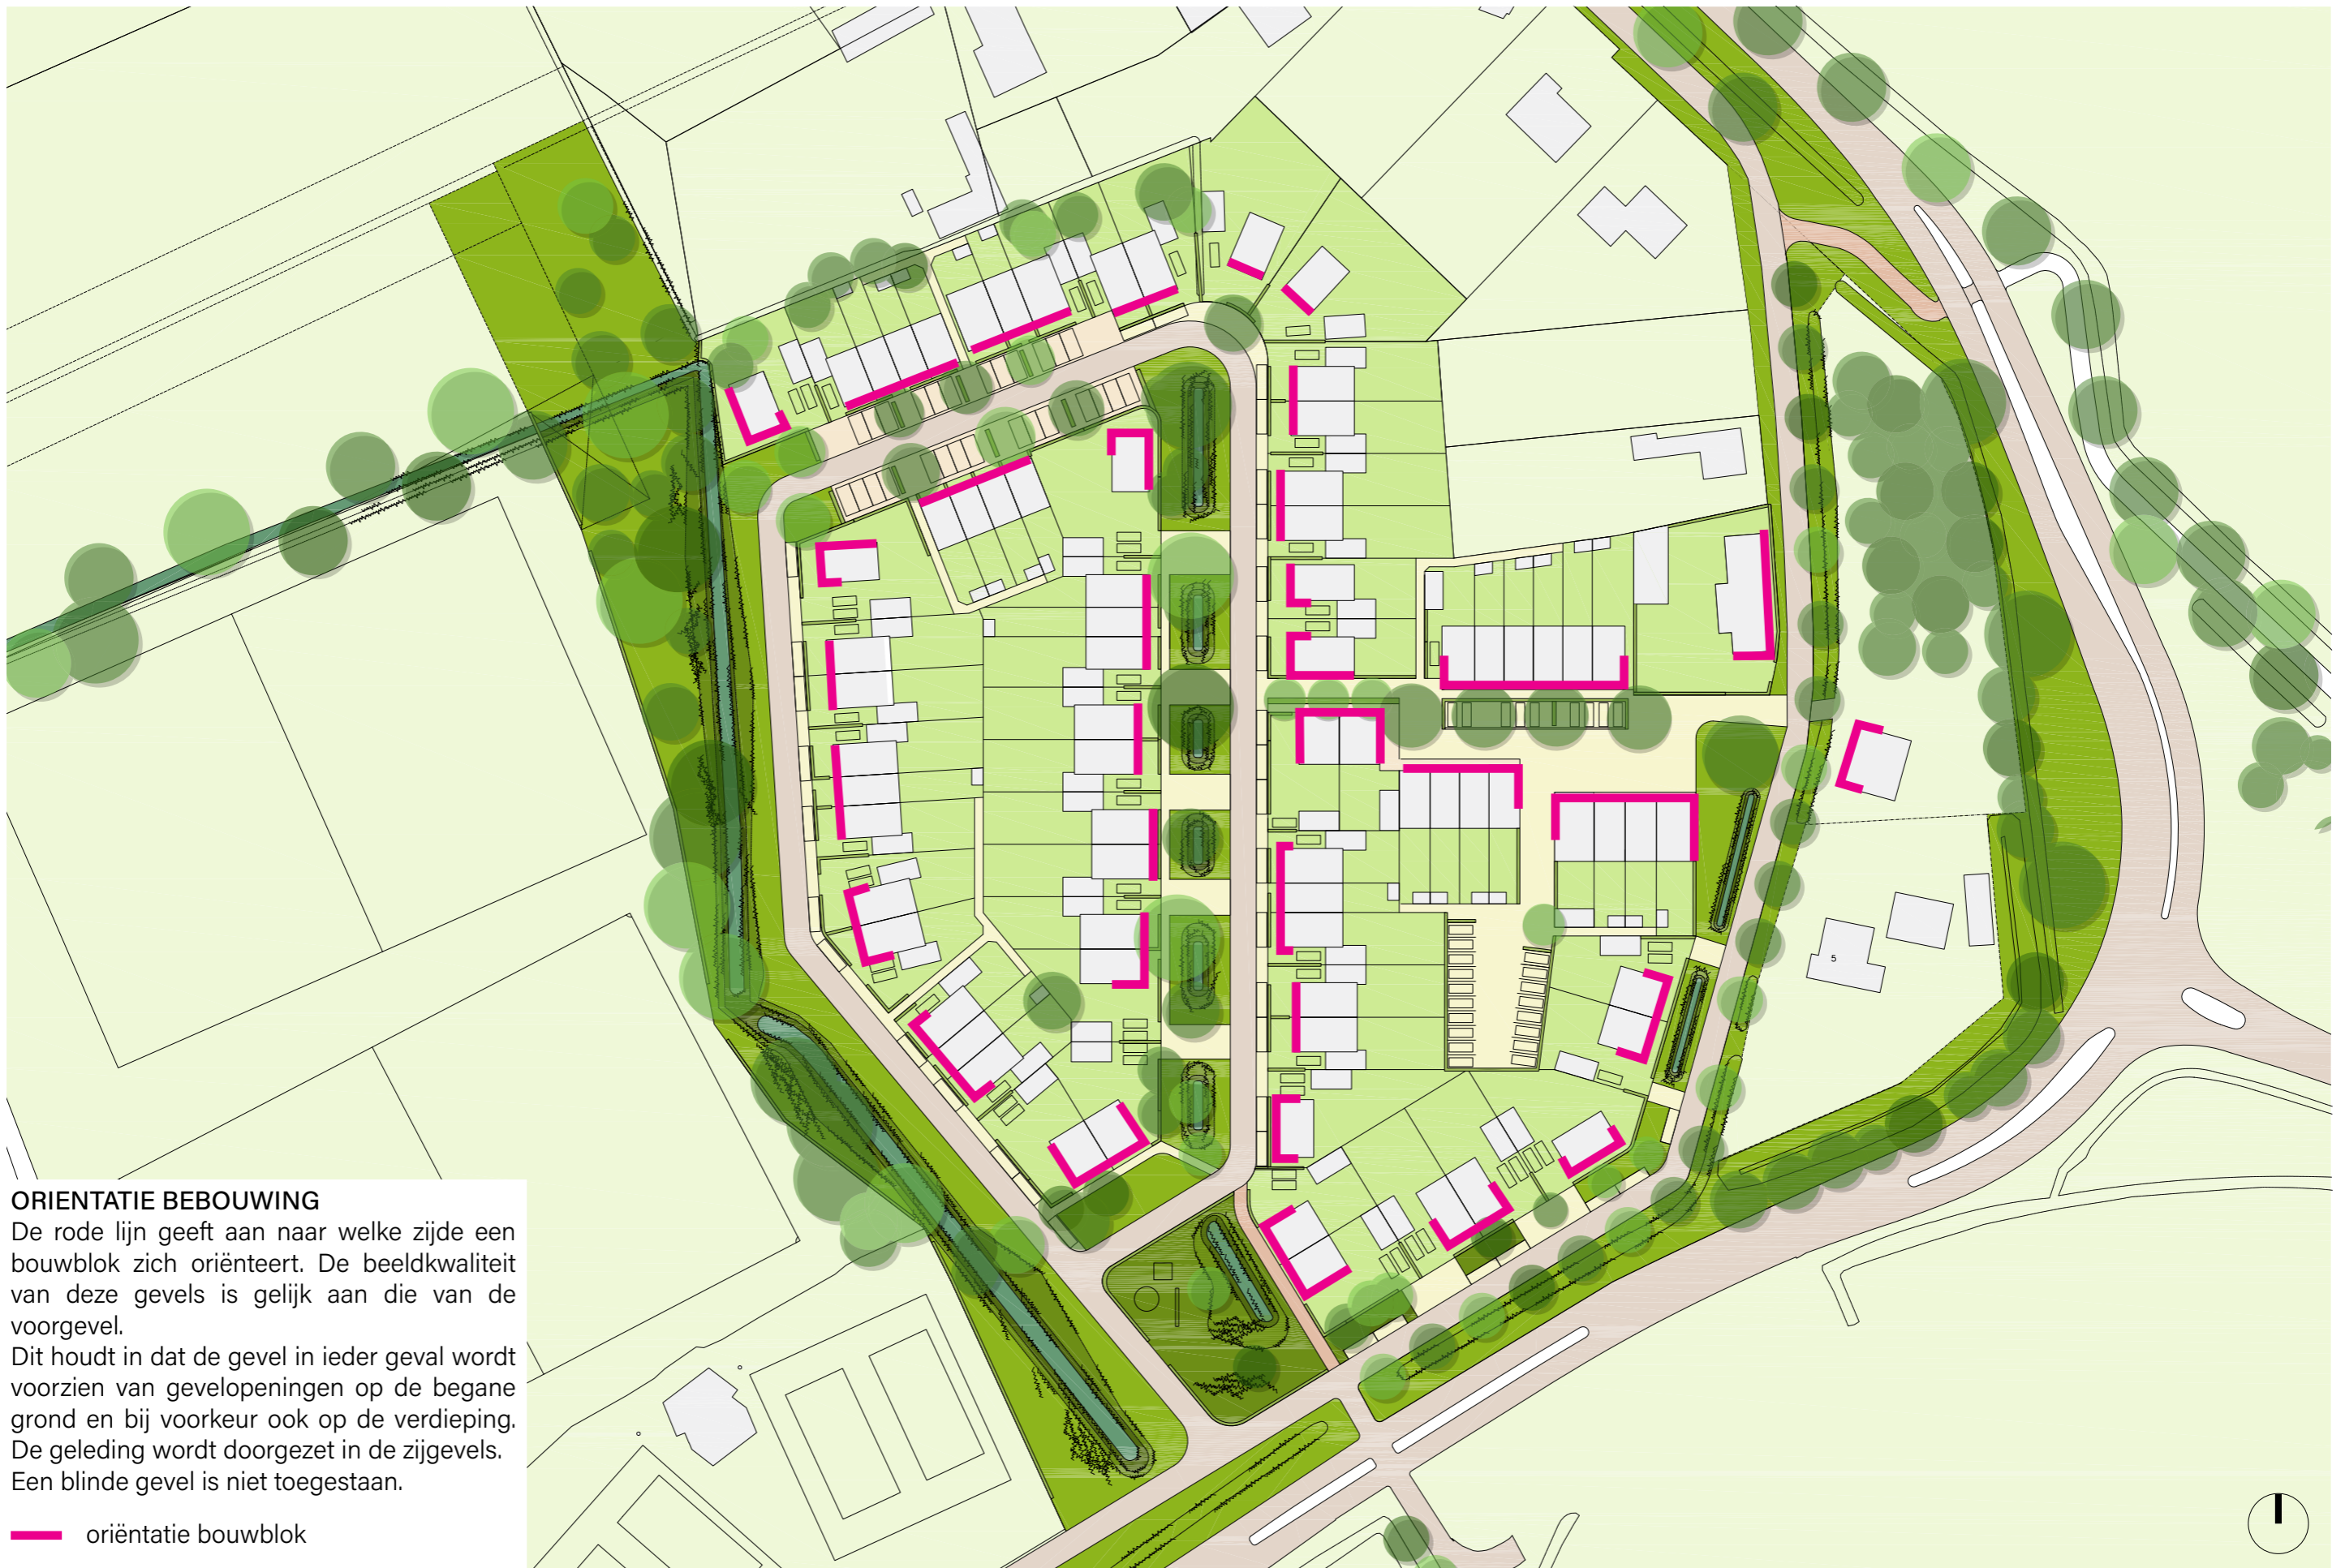 ORIENTATIE BEBOUWING
De rode lijn geeft aan naar welke zijde een
bouwblok zich oriënteert. De beeldkwaliteit
van deze gevels is gelijk aan die van de
voorgevel.
Dit houdt in dat de gevel in ieder geval wordt
voorzien van gevelopeningen op de begane
grond en bij voorkeur ook op de verdieping.
De geleding wordt doorgezet in de zijgevels.
Een blinde gevel is niet toegestaan.
oriëntatie bouwblok
5